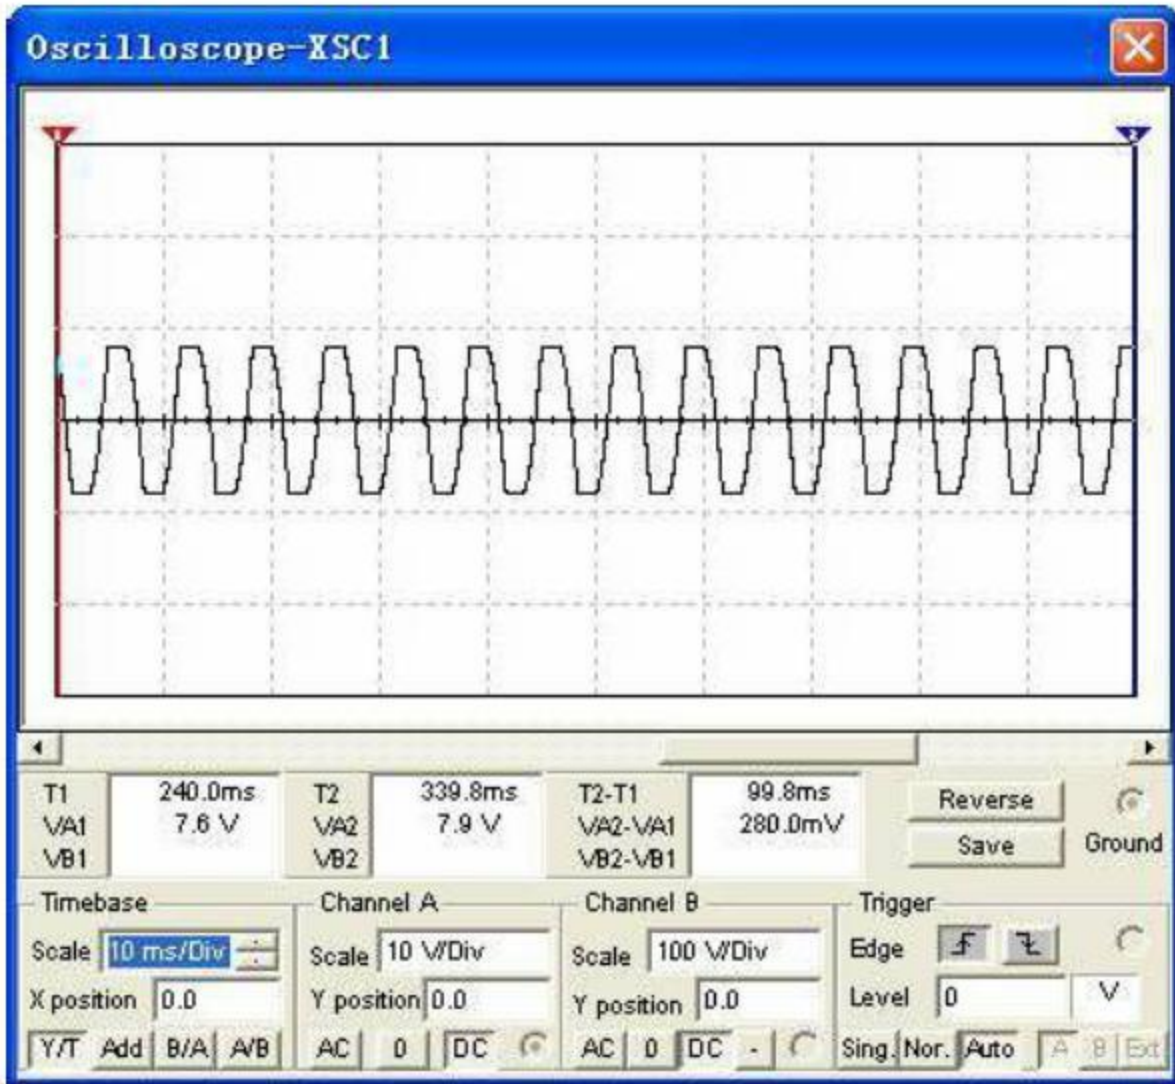 Oscilloscope-XSC1
1
2
T1 240.0ms T2 339.8ms T2-T1 99.8ms Reverse
VA1 7.6 V VA2 7.9 V VA2-VA1 280.0mV
VB1 VB2 VB2-VB1 Save Ground
Timebase Channel A Channel B Trigger
Scale 10 ms/Div Scale 10 V/Div Scale 100 V/Div Edge
X position 0.0 Y position 0.0 Y position 0.0 Level 0 V
Y/T Add B/A A/B AC 0 DC AC 0 DC - Sing. Nor. Auto A B Ext